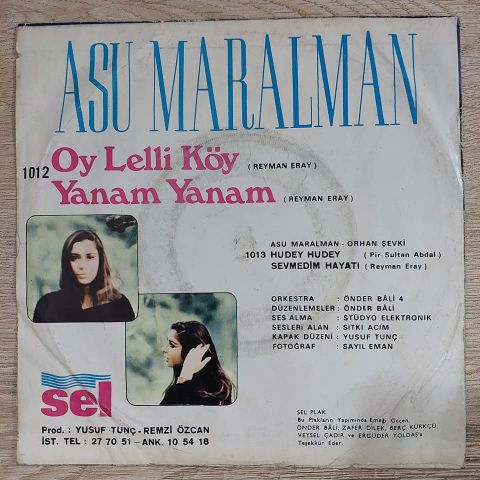 ASU MARALMAN
1012 Oy Lelli Köy (REYMAN ERAY)
Yanam Yanam (REYMAN ERAY)
ASU MARALMAN - ORHAN ŞEVKİ
1013 HUDEY HUDEY (Pir Sultan Abdal)
SEVMEDİM HAYATI (Reyman Eray)
ORKESTRA : ÖNDER BÂLİ 4
DÜZENLEMELER : ÖNDER BÂLİ
SES ALMA : STÜDYO ELEKTRONİK
SESLERİ ALAN : SITKI ACIM
KAPAK DÜZENİ : YUSUF TUNÇ
FOTOĞRAF : SAYIL EMAN
sel
Prod. : YUSUF TUNÇ - REMZİ ÖZCAN
İST. TEL : 27 70 51 - ANK. 10 54 18
SEL PLAK
Bu Plakların Yapımında Emeği Geçen,
ÖNDER BÂLİ, ZAFER DİLEK, BERÇ KÜRKÇÜ,
VEYSEL ÇADIR ve ERGÜDER YOLDAŞ'a
Teşekkür Eder.